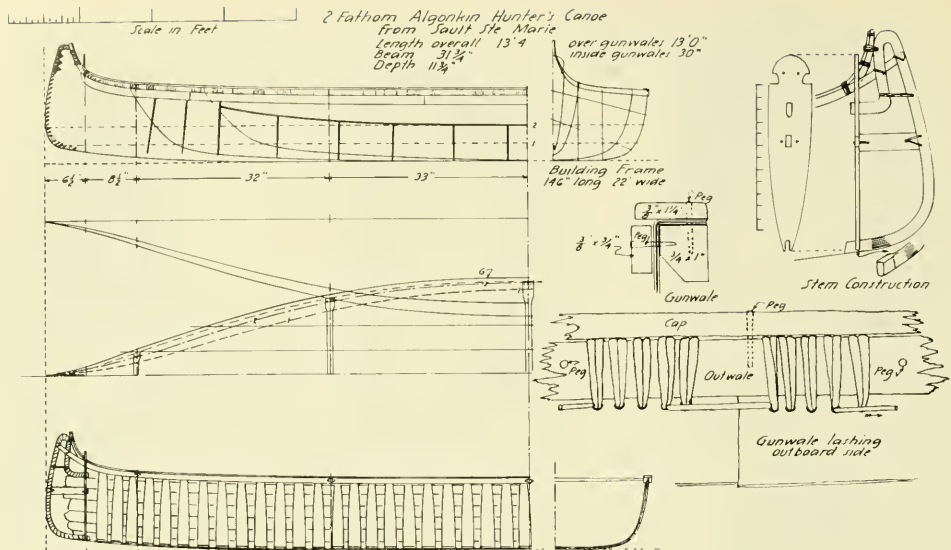 Scale in Feet
2 Fathom Algonkin Hunter's Canoe
from Sault Ste Marie
Length overall 13'4 over gunwales 13'0"
Beam 31 3/4" inside gunwales 30"
Depth 11 3/4"
2
1
6 1/2" 8 1/2" 32" 33"
Building Frame
146" long 22" wide
Peg
3/8" x 1 1/4"
3/8" x 3/4"
Peg
3/4
1"
Gunwale
Stem Construction
Peg
Cap
Peg
Outwale
Peg
Gunwale lashing
outboard side